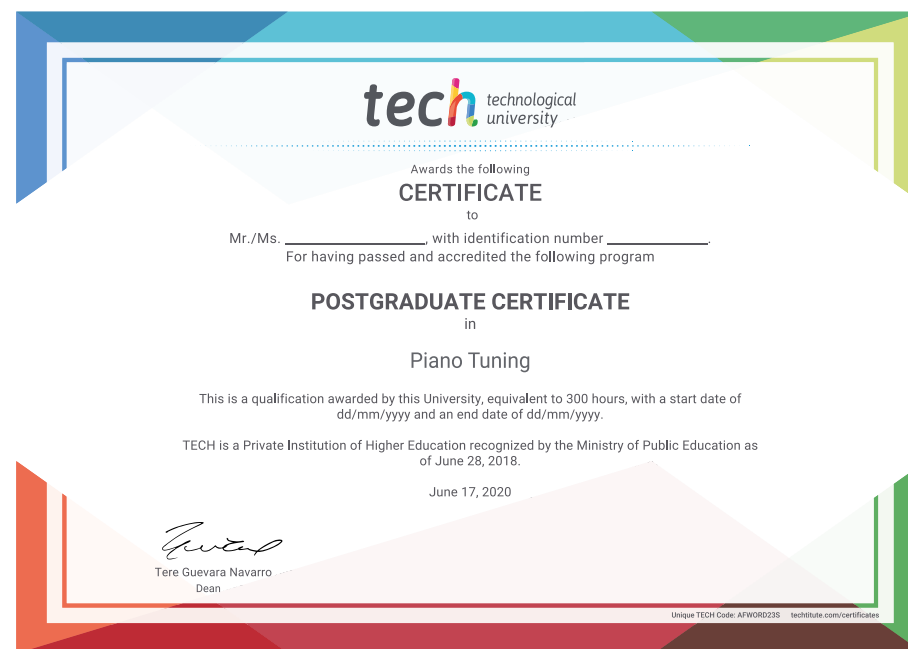 tech technological
university
Awards the following
CERTIFICATE
to
Mr./Ms. ____________________, with identification number ______________.
For having passed and accredited the following program
POSTGRADUATE CERTIFICATE
in
Piano Tuning
This is a qualification awarded by this University, equivalent to 300 hours, with a start date of
dd/mm/yyyy and an end date of dd/mm/yyyy.
TECH is a Private Institution of Higher Education recognized by the Ministry of Public Education as
of June 28, 2018.
June 17, 2020
Tere Guevara Navarro
Dean
Unique TECH Code: AFWORD23S techtitute.com/certificates